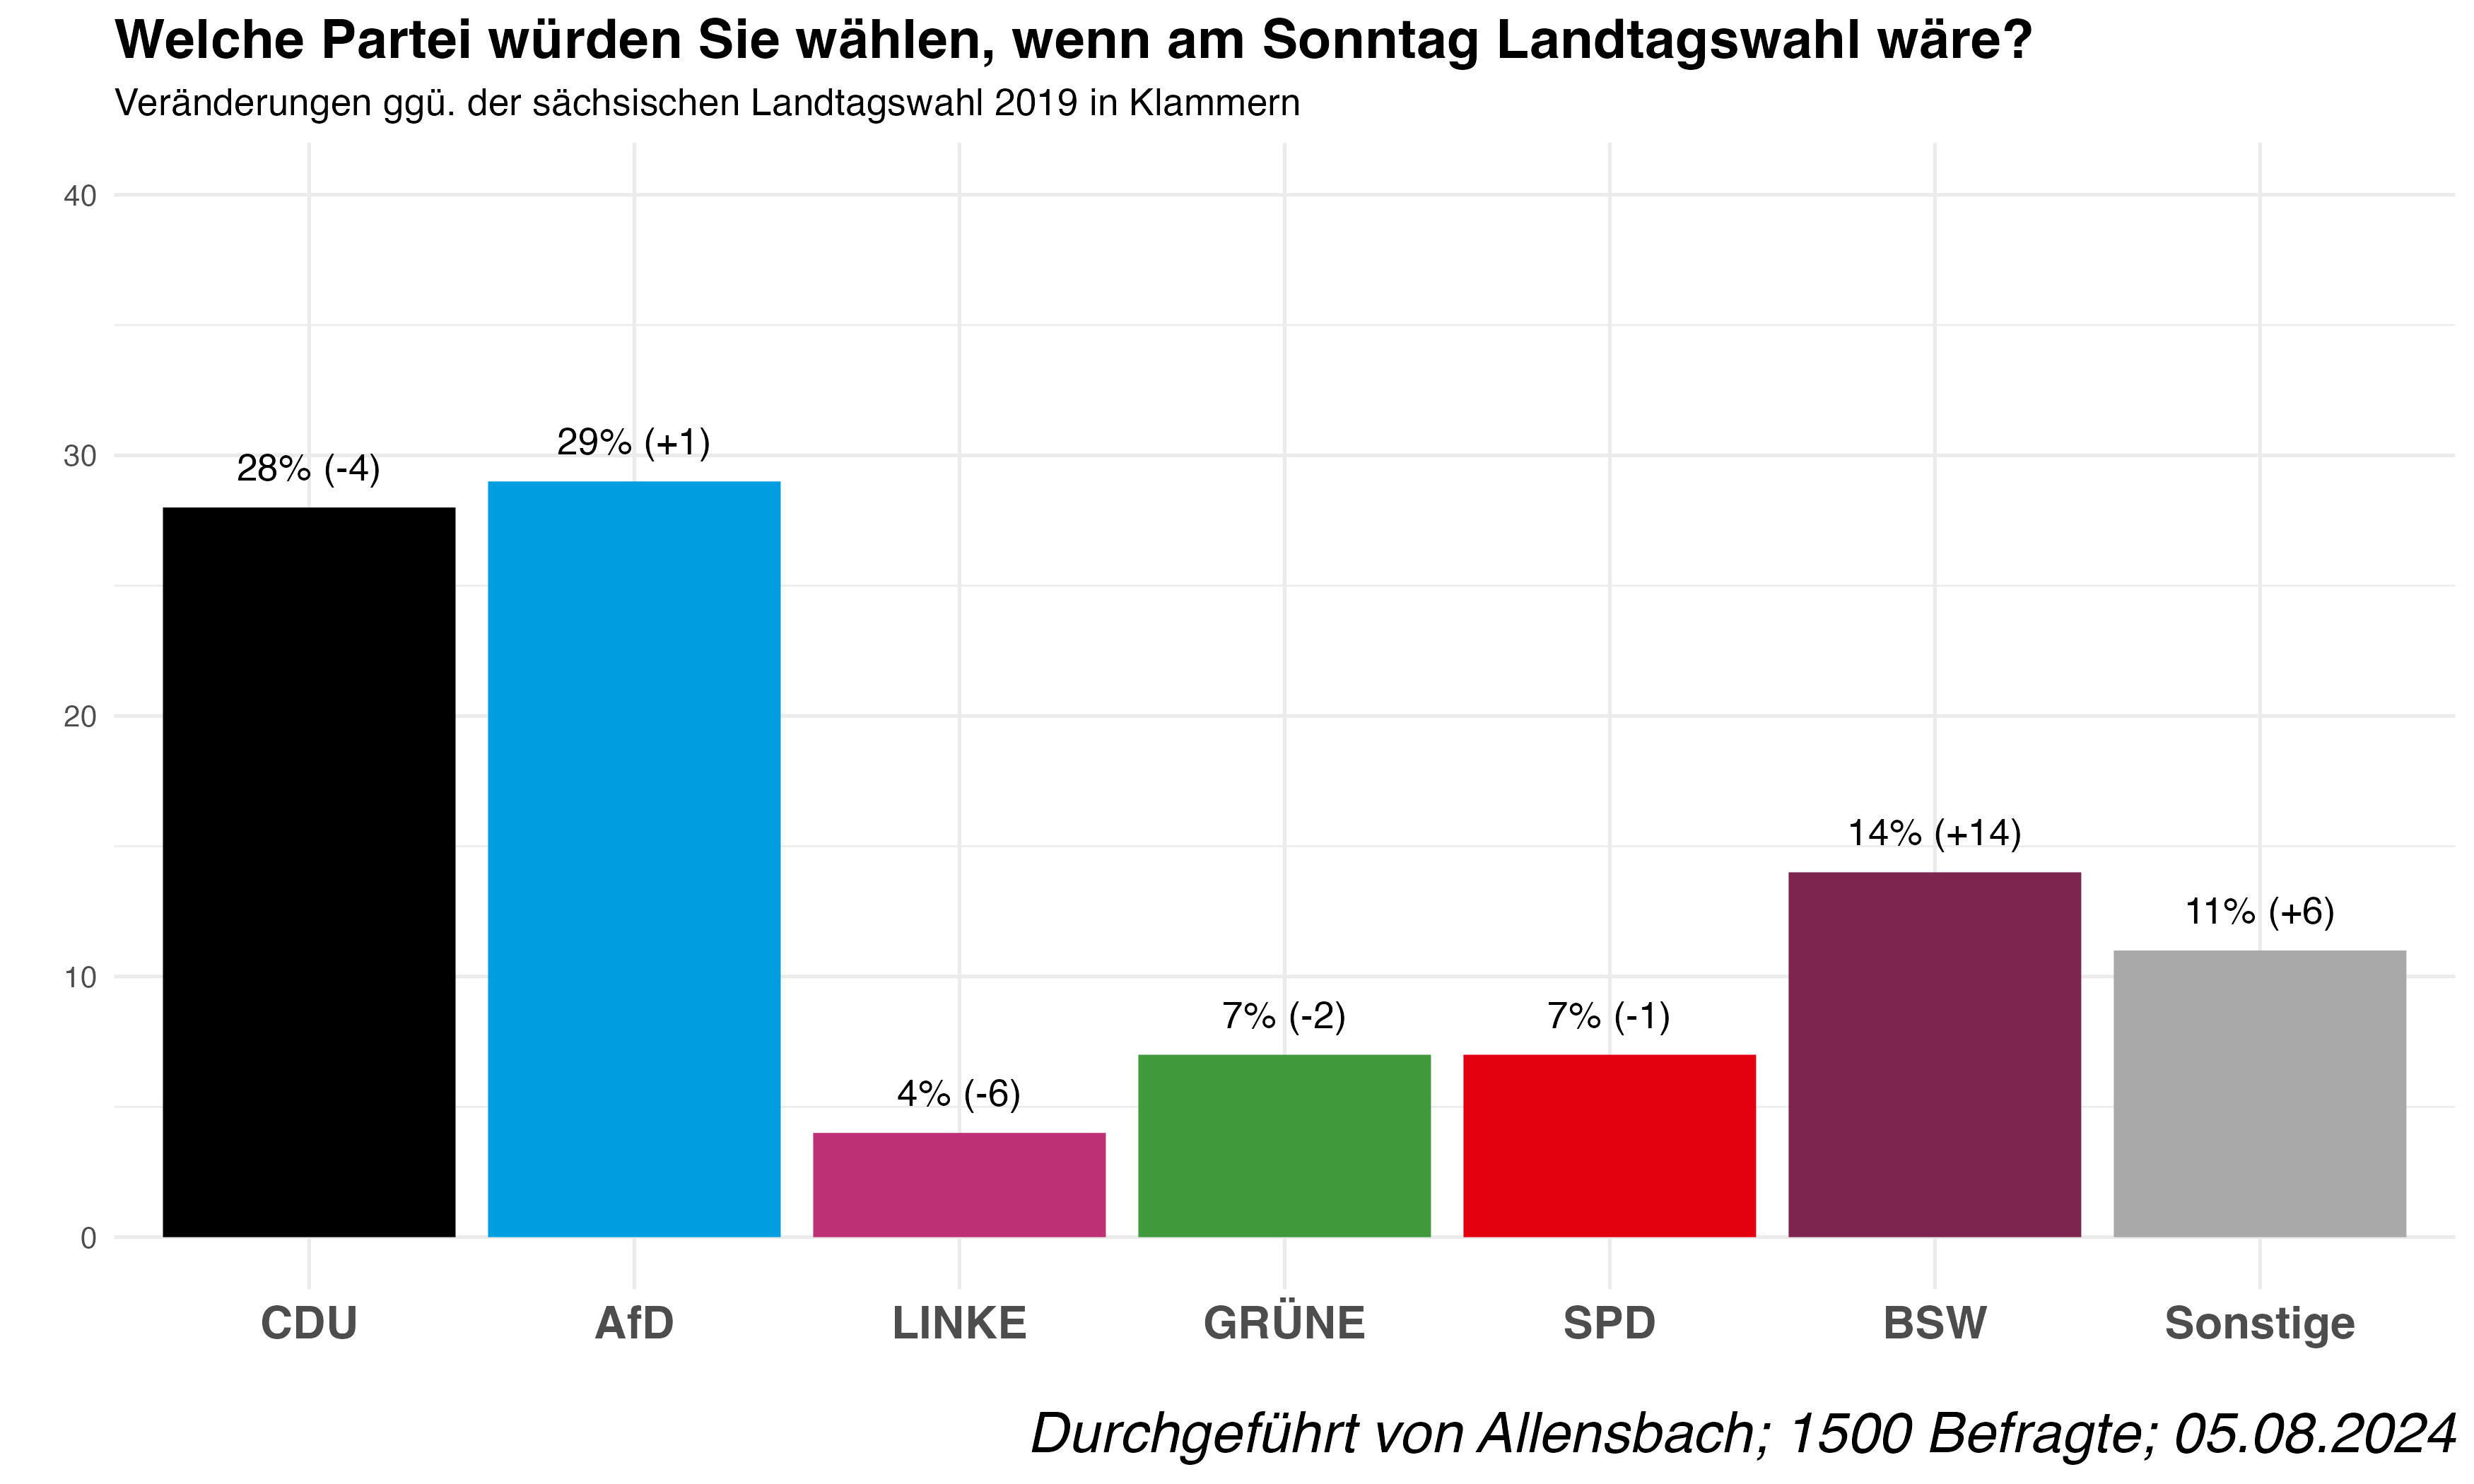 Welche Partei würden Sie wählen, wenn am Sonntag Landtagswahl wäre?
Veränderungen ggü. der sächsischen Landtagswahl 2019 in Klammern
40
30
20
10
0
28% (-4)
29% (+1)
4% (-6)
7% (-2)
7% (-1)
14% (+14)
11% (+6)
CDU
AfD
LINKE
GRÜNE
SPD
BSW
Sonstige
Durchgeführt von Allensbach; 1500 Befragte; 05.08.2024